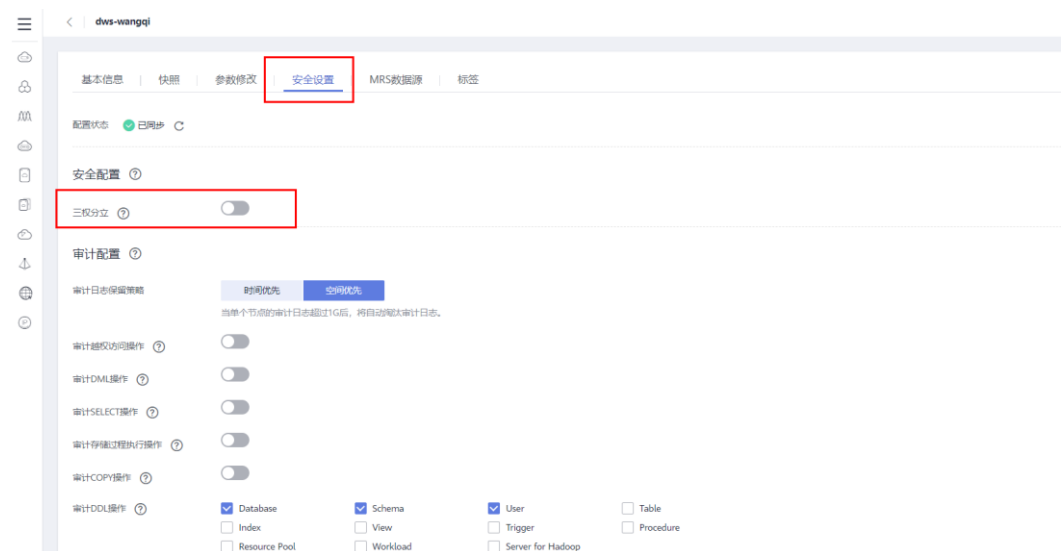 dws-wangqi
基本信息 快照 参数修改 安全设置 MRS数据源 标签
配置状态 已同步
安全配置
三权分立
审计配置
审计日志保留策略 时间优先 空间优先
当单个节点的审计日志超过1G后，将自动淘汰审计日志。
审计越权访问操作
审计DML操作
审计SELECT操作
审计存储过程执行操作
审计COPY操作
审计DDL操作 Database Schema User Table
Index View Trigger Procedure
Resource Pool Workload Server for Hadoop